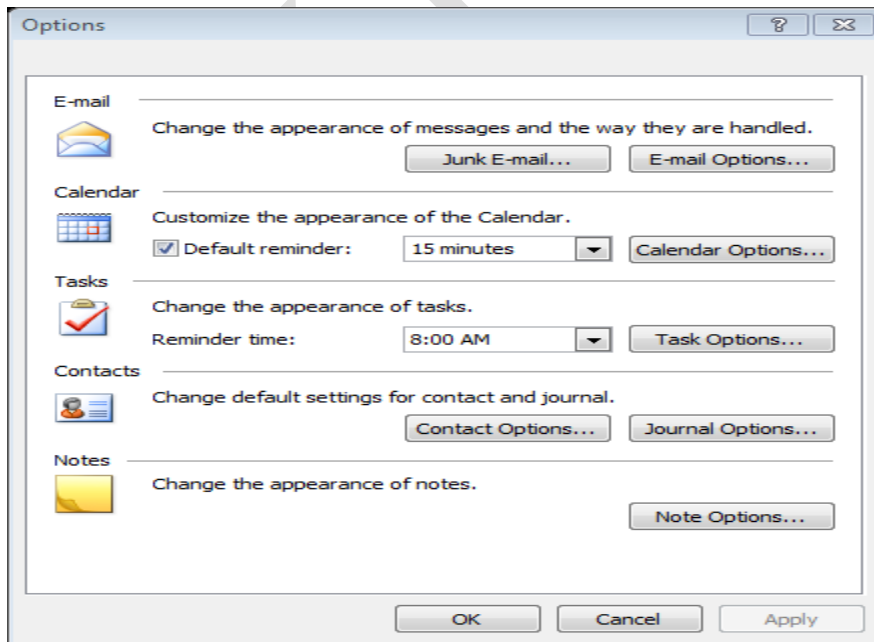 Options
E-mail
Change the appearance of messages and the way they are handled.
Junk E-mail... E-mail Options...
Calendar
Customize the appearance of the Calendar.
Default reminder: 15 minutes Calendar Options...
Tasks
Change the appearance of tasks.
Reminder time: 8:00 AM Task Options...
Contacts
Change default settings for contact and journal.
Contact Options... Journal Options...
Notes
Change the appearance of notes.
Note Options...
OK Cancel Apply